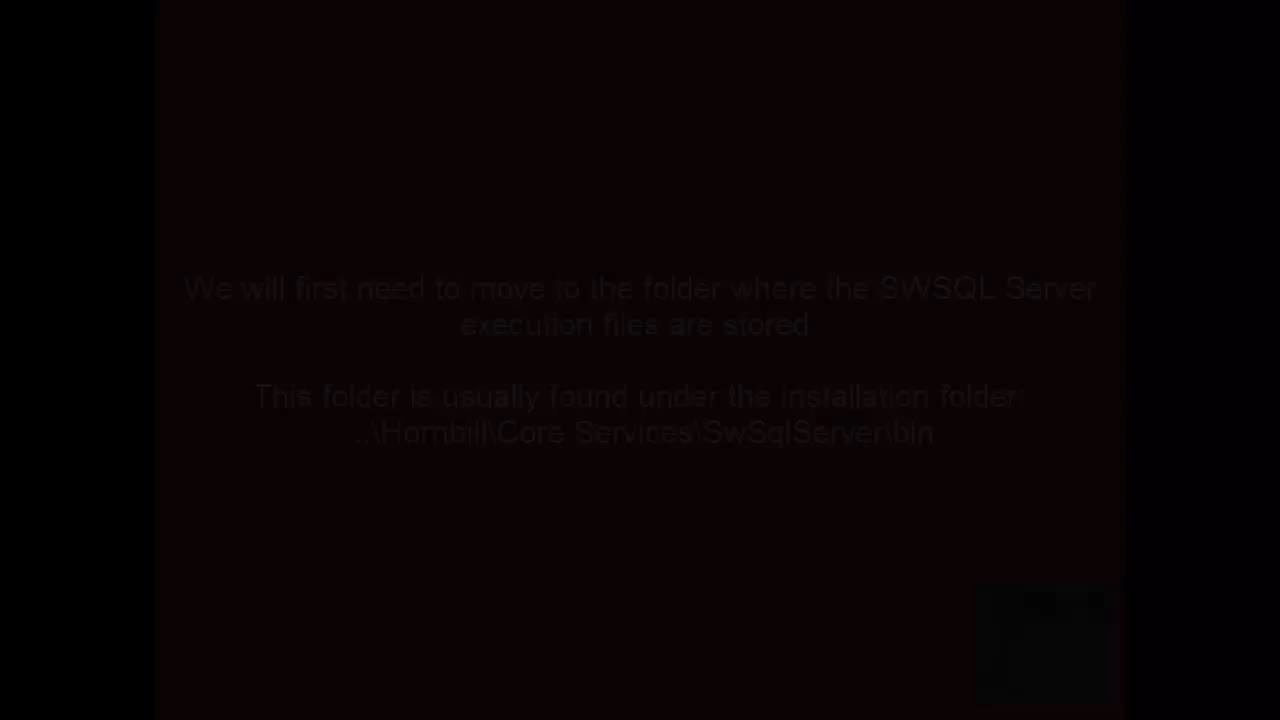 We will first need to move to the folder where the SWSQL Server
execution files are stored
This folder is usually found under the installation folder:
..\Hornbill\Core Services\SwSqlServer\bin